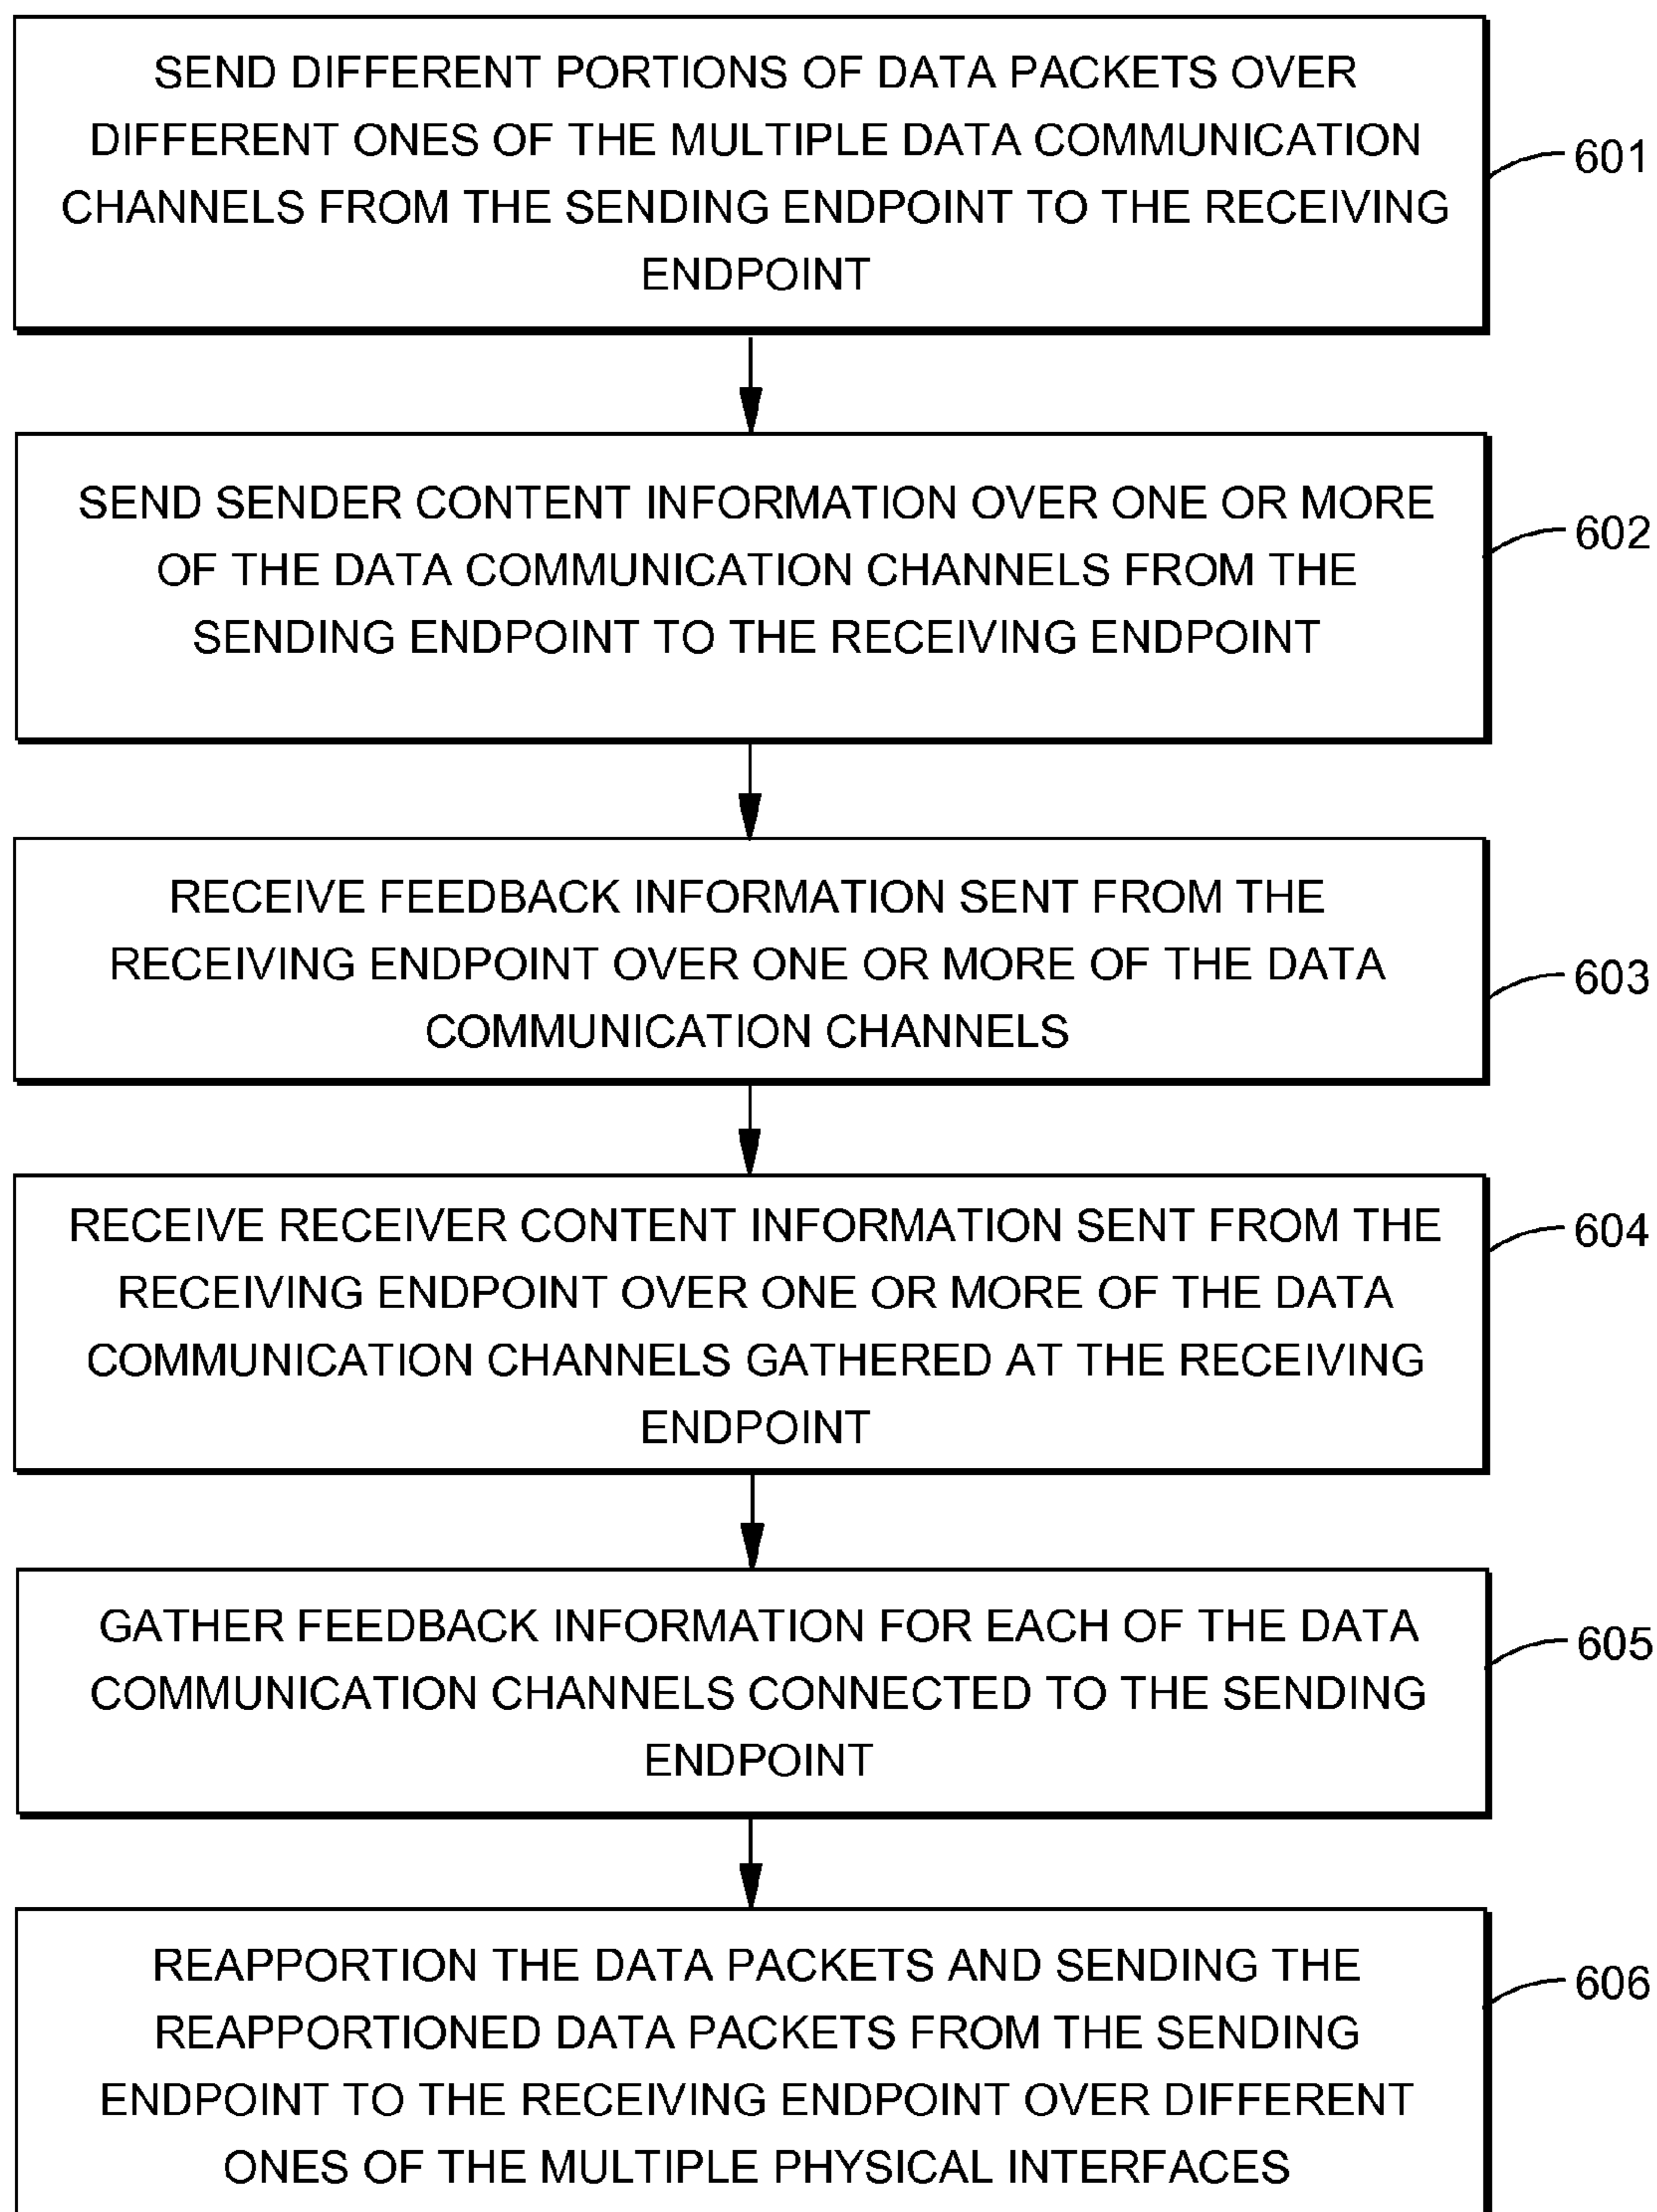 SEND DIFFERENT PORTIONS OF DATA PACKETS OVER
DIFFERENT ONES OF THE MULTIPLE DATA COMMUNICATION
CHANNELS FROM THE SENDING ENDPOINT TO THE RECEIVING
ENDPOINT
601
SEND SENDER CONTENT INFORMATION OVER ONE OR MORE
OF THE DATA COMMUNICATION CHANNELS FROM THE
SENDING ENDPOINT TO THE RECEIVING ENDPOINT
602
RECEIVE FEEDBACK INFORMATION SENT FROM THE
RECEIVING ENDPOINT OVER ONE OR MORE OF THE DATA
COMMUNICATION CHANNELS
603
RECEIVE RECEIVER CONTENT INFORMATION SENT FROM THE
RECEIVING ENDPOINT OVER ONE OR MORE OF THE DATA
COMMUNICATION CHANNELS GATHERED AT THE RECEIVING
ENDPOINT
604
GATHER FEEDBACK INFORMATION FOR EACH OF THE DATA
COMMUNICATION CHANNELS CONNECTED TO THE SENDING
ENDPOINT
605
REAPPORTION THE DATA PACKETS AND SENDING THE
REAPPORTIONED DATA PACKETS FROM THE SENDING
ENDPOINT TO THE RECEIVING ENDPOINT OVER DIFFERENT
ONES OF THE MULTIPLE PHYSICAL INTERFACES
606